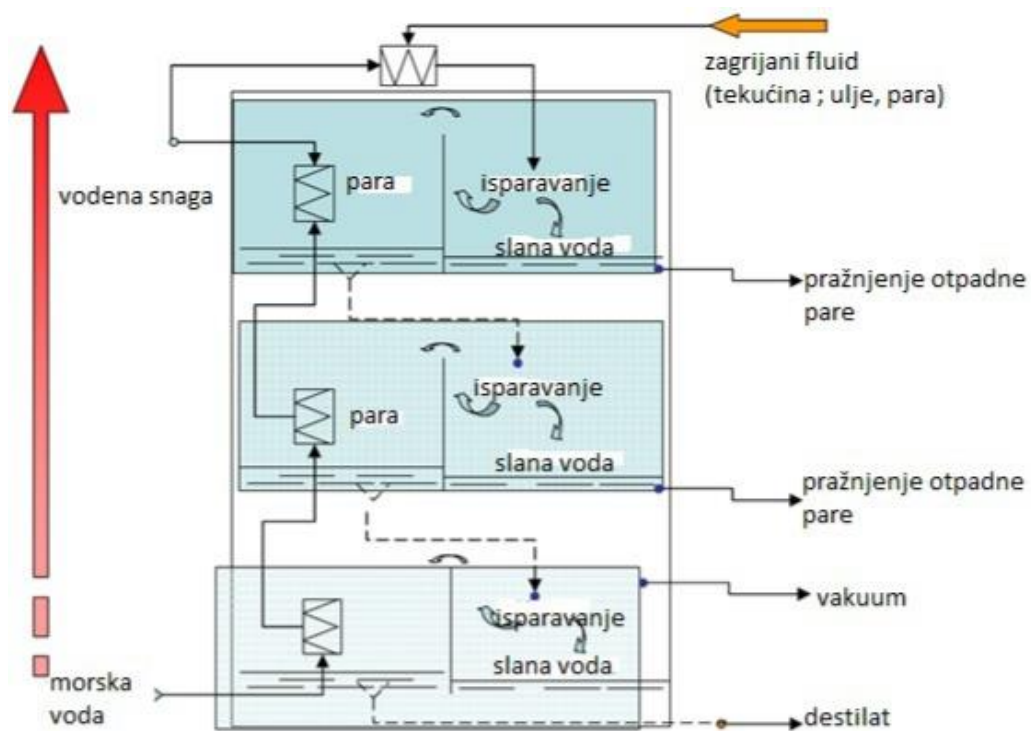 zagrijani fluid
(tekućina ; ulje, para)
vodena snaga
para
isparavanje
slana voda
pražnjenje otpadne
pare
para
isparavanje
slana voda
pražnjenje otpadne
pare
vakuum
isparavanje
slana voda
morska
voda
destilat